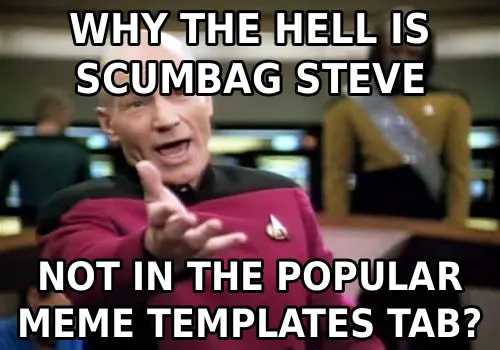 WHY THE HELL IS
SCUMBAG STEVE
NOT IN THE POPULAR
MEME TEMPLATES TAB?